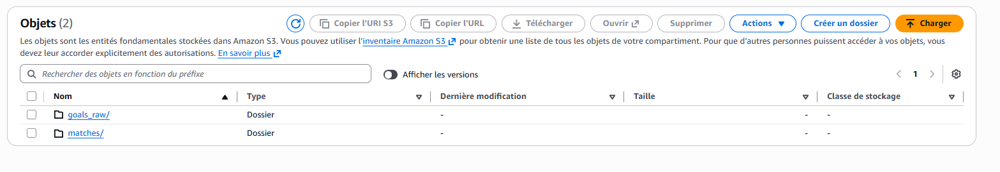 Objets (2)
Copier l'URI S3
Copier l'URL
Télécharger
Ouvrir
Supprimer
Actions
Créer un dossier
Charger
Les objets sont les entités fondamentales stockées dans Amazon S3. Vous pouvez utiliser l'inventaire Amazon S3 pour obtenir une liste de tous les objets de votre compartiment. Pour que d'autres personnes puissent accéder à vos objets, vous
devez leur accorder explicitement des autorisations. En savoir plus
Rechercher des objets en fonction du préfixe
Afficher les versions
1
Nom Type Dernière modification Taille Classe de stockage
goals_raw/ Dossier - - -
matches/ Dossier - - -